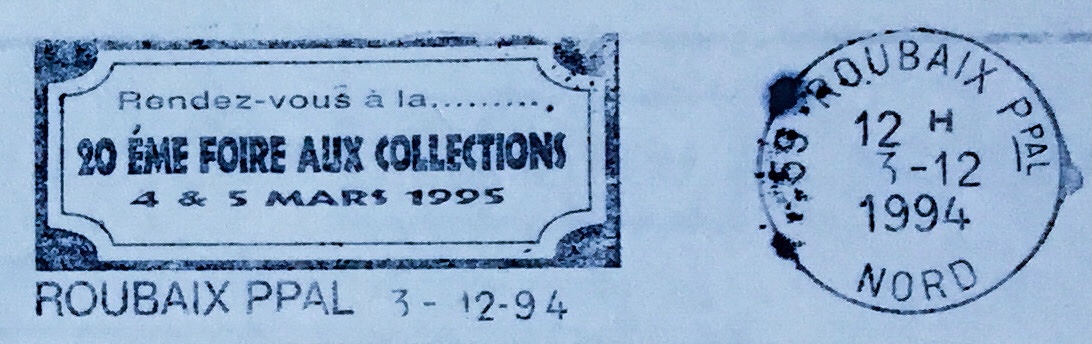 Rendez-vous à la..........
20 ÉME FOIRE AUX COLLECTIONS
4 & 5 MARS 1995
ROUBAIX PPAL 3 - 12-94
59 ROUBAIX PPAL
12 H
3-12
1994
NORD